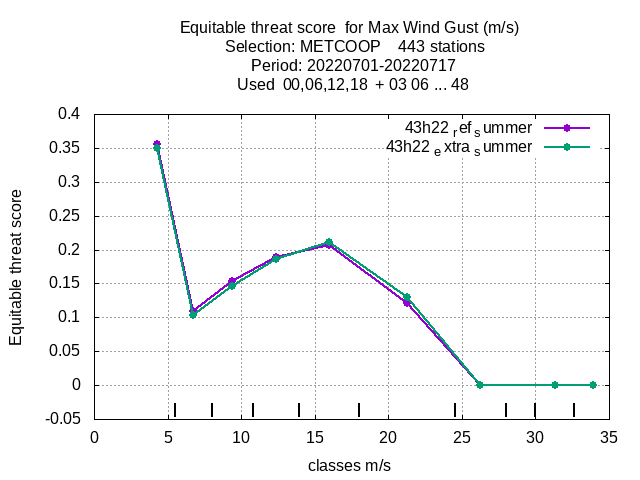 Equitable threat score  for Max Wind Gust (m/s)
Selection: METCOOP    443 stations
Period: 20220701-20220717
Used  00,06,12,18  + 03 06 ... 48
43h22 ref summer
43h22 extra summer
0.4
0.35
0.3
0.25
0.2
0.15
0.1
0.05
0
-0.05
Equitable threat score
0 5 10 15 20 25 30 35
classes m/s